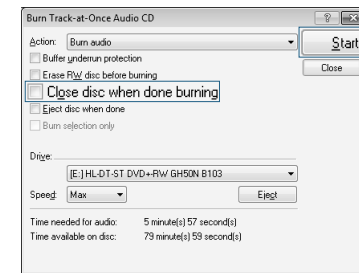 Burn Track-at-Once Audio CD
Action: Burn audio
Start
Buffer underrun protection
Close
Erase RW disc before burning
Close disc when done burning
Eject disc when done
Burn selection only
Drive:
[E:] HL-DT-ST DVD+-RW GH50N B103
Speed: Max Eject
Time needed for audio: 5 minute(s) 57 second(s)
Time available on disc: 79 minute(s) 59 second(s)